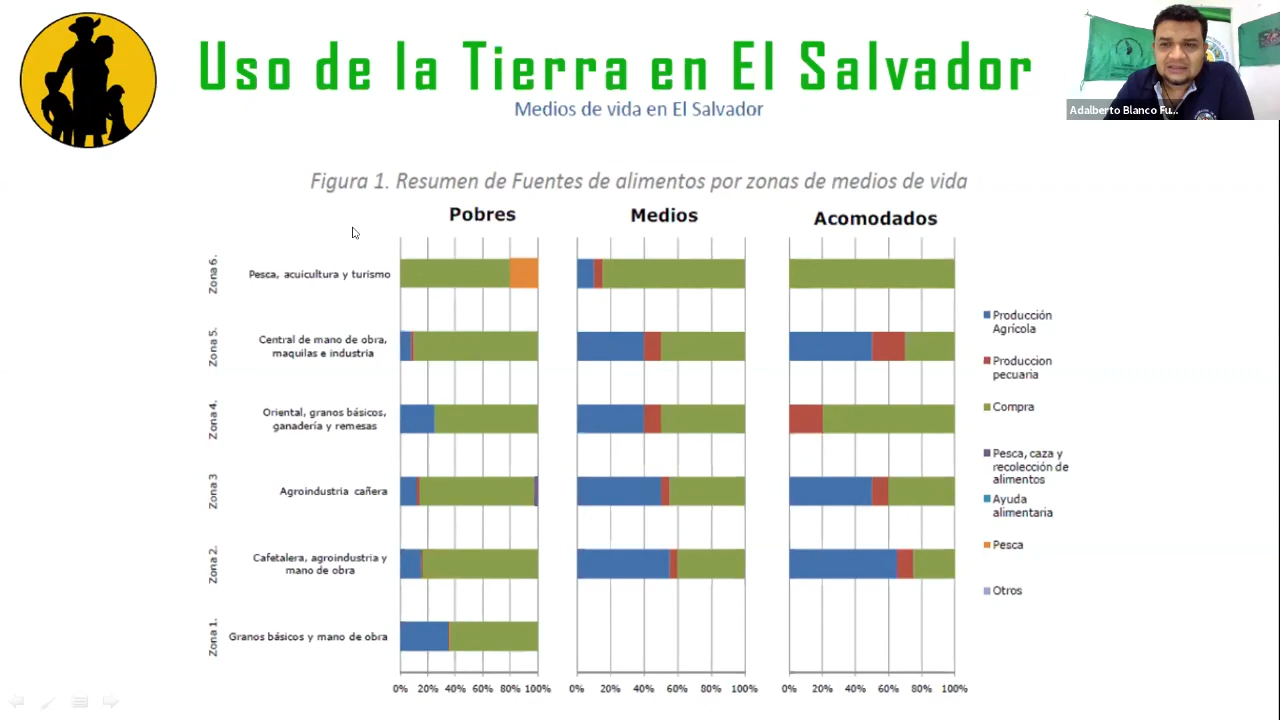 Uso de la Tierra en El Salvador
Medios de vida en El Salvador
Adalberto Blanco Fu...
Figura 1. Resumen de Fuentes de alimentos por zonas de medios de vida
Pobres
Medios
Acomodados
Zona 6.
Pesca, acuicultura y turismo
Zona 5.
Central de mano de obra,
maquilas e industria
Zona 4.
Oriental, granos básicos,
ganadería y remesas
Zona 3
Agroindustria cañera
Zona 2.
Cafetalera, agroindustria y
mano de obra
Zona 1.
Granos básicos y mano de obra
0% 20% 40% 60% 80% 100%
0% 20% 40% 60% 80% 100%
0% 20% 40% 60% 80% 100%
Producción
Agrícola
Produccion
pecuaria
Compra
Pesca, caza y
recolección de
alimentos
Ayuda
alimentaria
Pesca
Otros